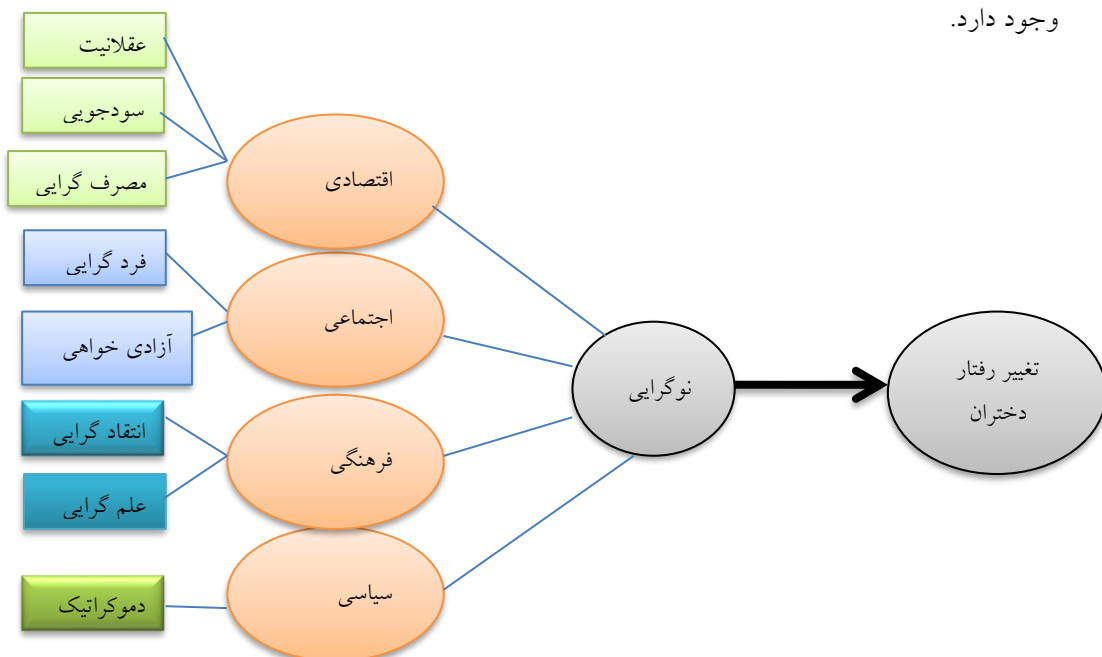 وجود دارد.
عقلانیت
سودجویی
مصرف گرایی
اقتصادی
فرد گرایی
آزادی خواهی
اجتماعی
انتقاد گرایی
علم گرایی
فرهنگی
دموکراتیک
سیاسی
نوگرایی
تغییر رفتار
دختران